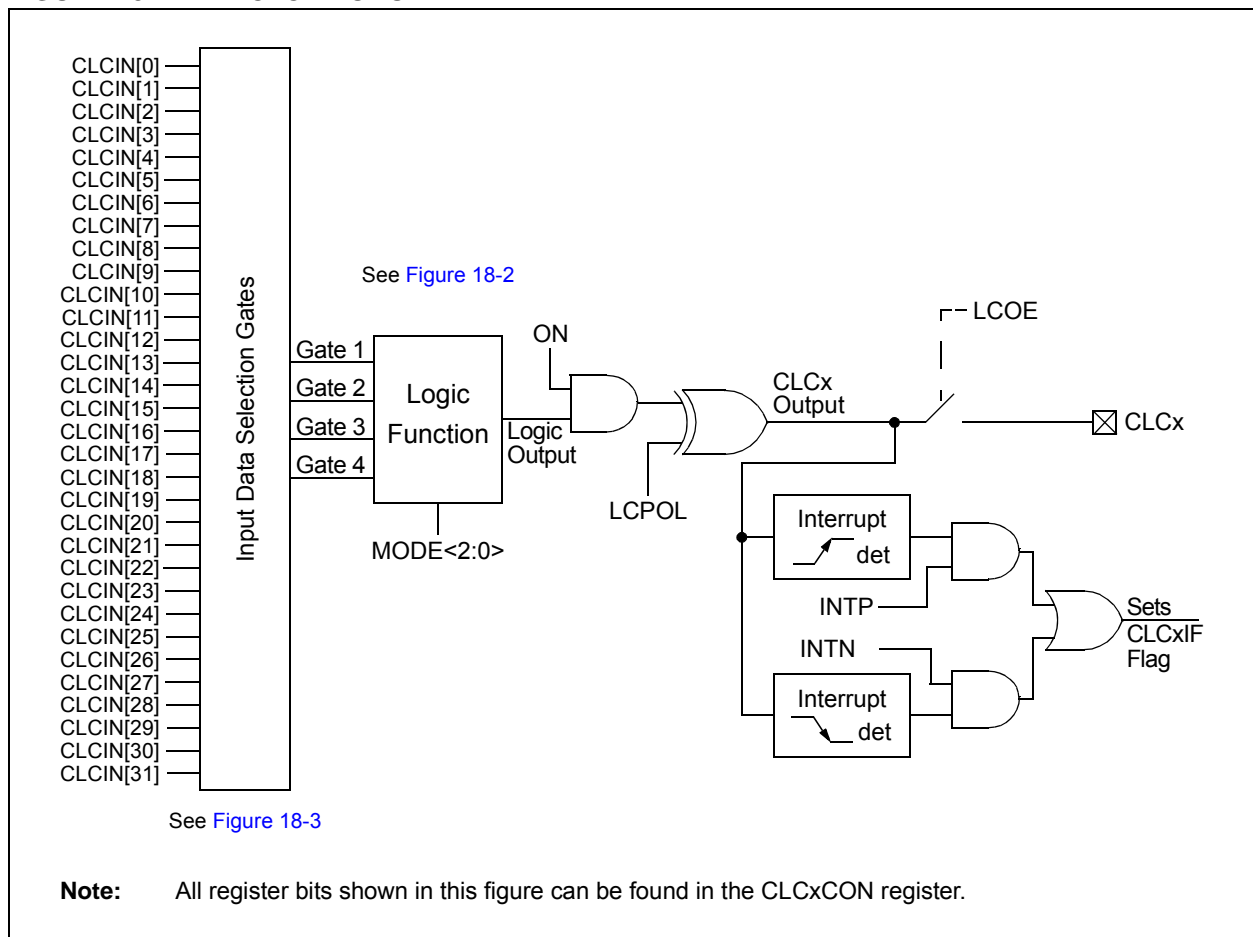 CLCIN[0]
CLCIN[1]
CLCIN[2]
CLCIN[3]
CLCIN[4]
CLCIN[5]
CLCIN[6]
CLCIN[7]
CLCIN[8]
CLCIN[9]
CLCIN[10]
CLCIN[11]
CLCIN[12]
CLCIN[13]
CLCIN[14]
CLCIN[15]
CLCIN[16]
CLCIN[17]
CLCIN[18]
CLCIN[19]
CLCIN[20]
CLCIN[21]
CLCIN[22]
CLCIN[23]
CLCIN[24]
CLCIN[25]
CLCIN[26]
CLCIN[27]
CLCIN[28]
CLCIN[29]
CLCIN[30]
CLCIN[31]
Input Data Selection Gates
See Figure 18-3
See Figure 18-2
Gate 1
Gate 2
Gate 3
Gate 4
Logic
Function
MODE<2:0>
Logic
Output
ON
LCPOL
CLCx
Output
LCOE
CLCx
Interrupt
det
INTP
INTN
Interrupt
det
Sets
CLCxIF
Flag
Note: All register bits shown in this figure can be found in the CLCxCON register.